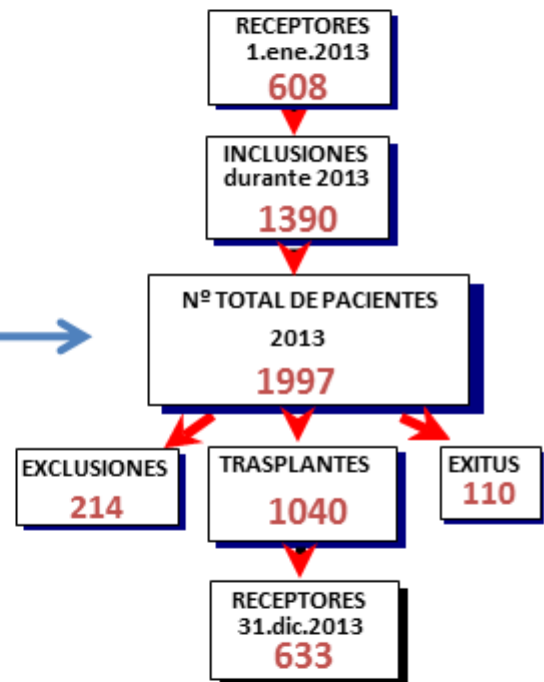 RECEPTORES
1.ene.2013
608
INCLUSIONES
durante 2013
1390
Nº TOTAL DE PACIENTES
2013
1997
EXCLUSIONES
214
TRASPLANTES
1040
EXITUS
110
RECEPTORES
31.dic.2013
633